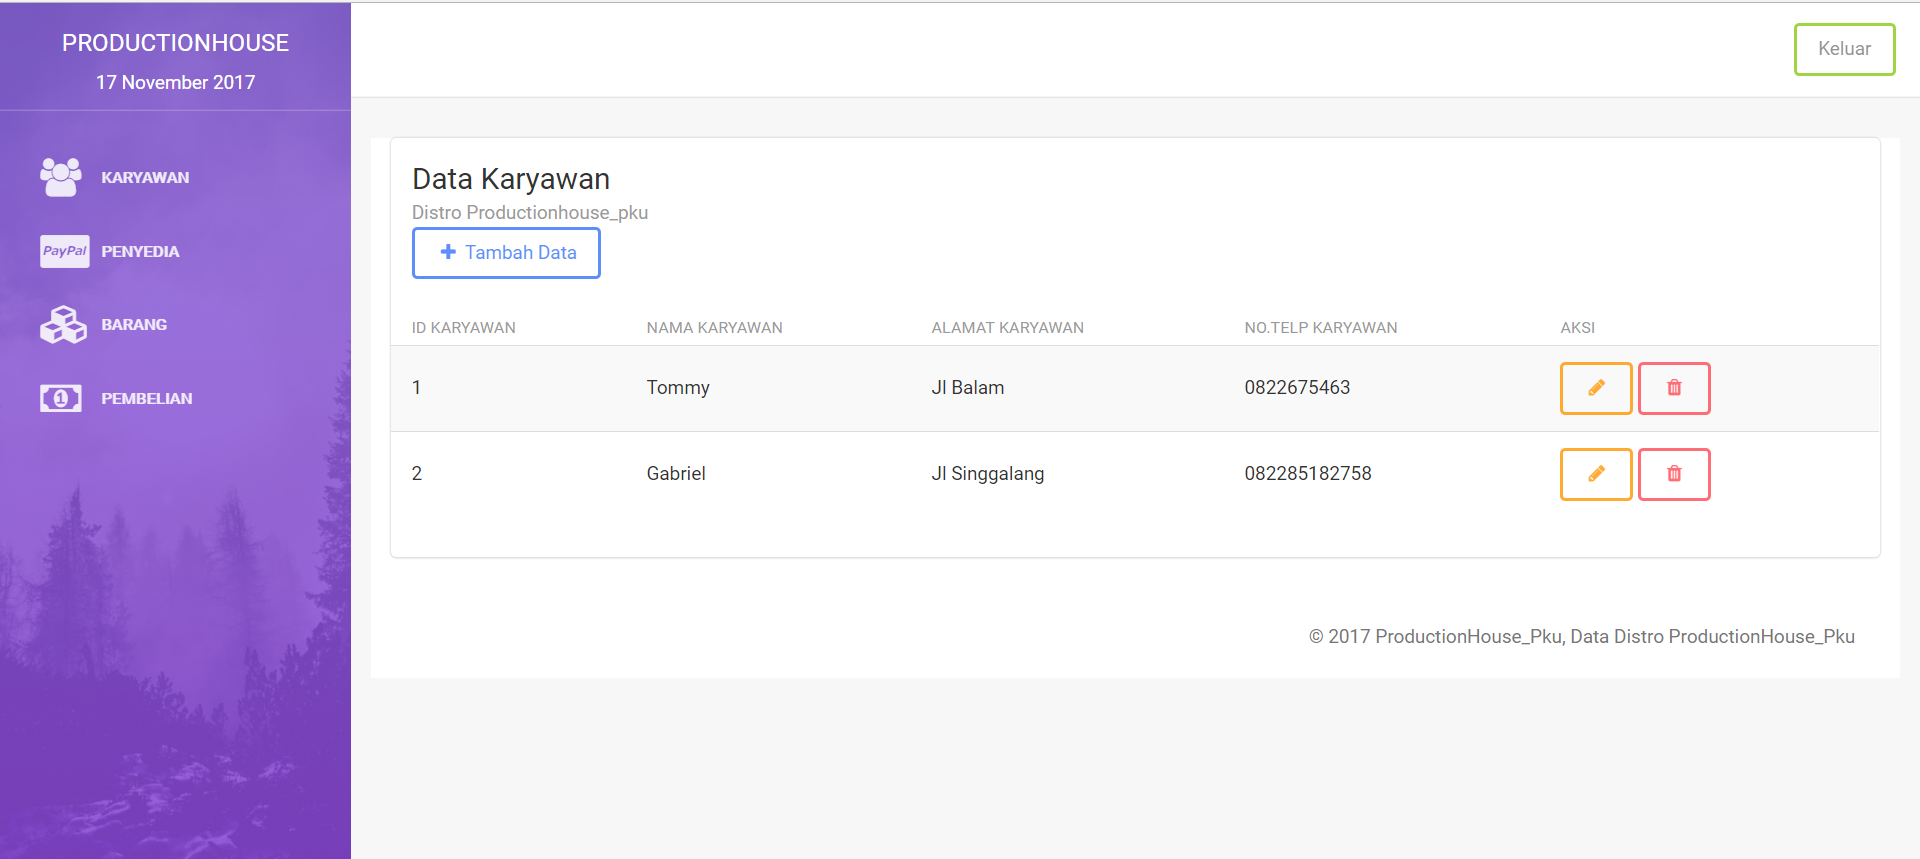 PRODUCTIONHOUSE
17 November 2017
KARYAWAN
PayPal PENYEDIA
BARANG
1 PEMBELIAN
Keluar
Data Karyawan
Distro Productionhouse_pku
Tambah Data
ID KARYAWAN NAMA KARYAWAN ALAMAT KARYAWAN NO.TELP KARYAWAN AKSI
1 Tommy Jl Balam 0822675463
2 Gabriel Jl Singgalang 082285182758
© 2017 ProductionHouse_Pku, Data Distro ProductionHouse_Pku